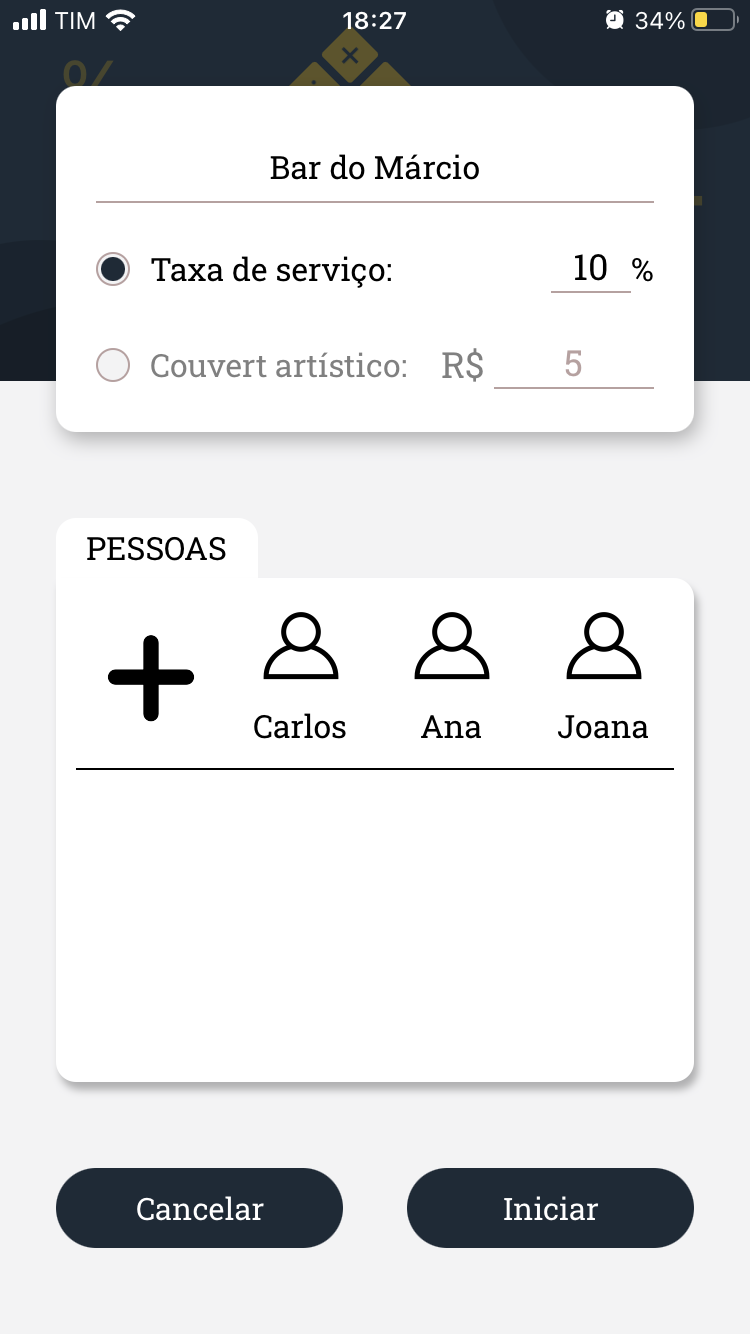 TIM 18:27 34%
%
Bar do Márcio
Taxa de serviço: 10 %
Couvert artístico: R$ 5
PESSOAS
Carlos Ana Joana
Cancelar Iniciar